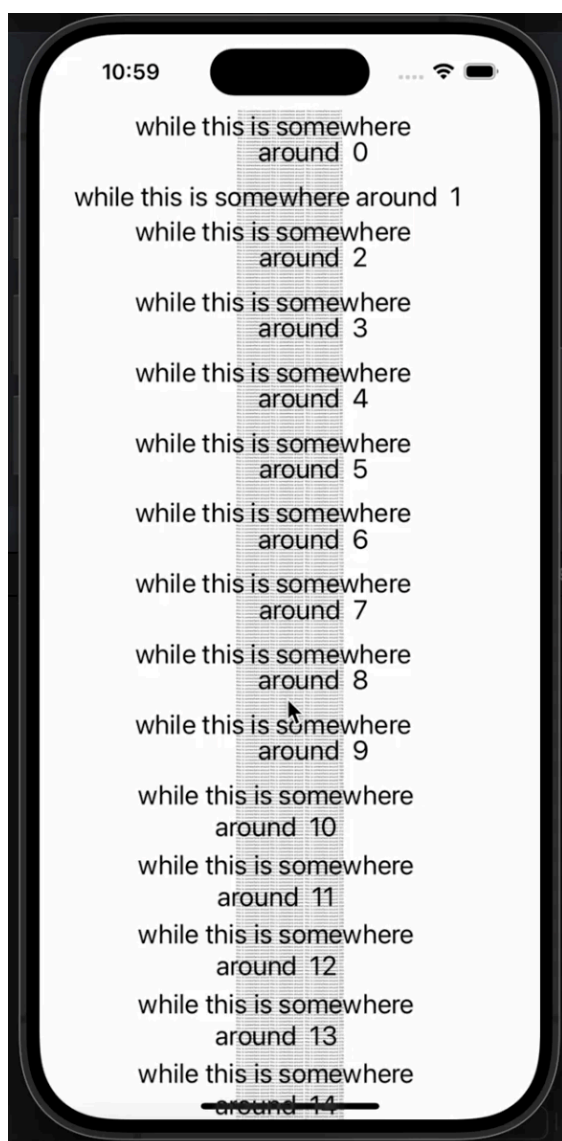 10:59
while this is somewhere
around 0
while this is somewhere around 1
while this is somewhere
around 2
while this is somewhere
around 3
while this is somewhere
around 4
while this is somewhere
around 5
while this is somewhere
around 6
while this is somewhere
around 7
while this is somewhere
around 8
while this is somewhere
around 9
while this is somewhere
around 10
while this is somewhere
around 11
while this is somewhere
around 12
while this is somewhere
around 13
while this is somewhere
around 14